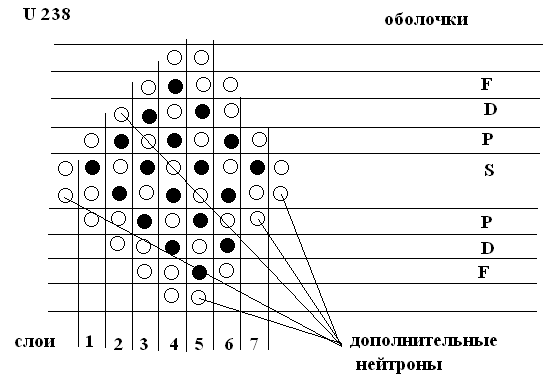 U 238
оболочки
F
D
P
S
P
D
F
слои 1 2 3 4 5 6 7
дополнительные
нейтроны